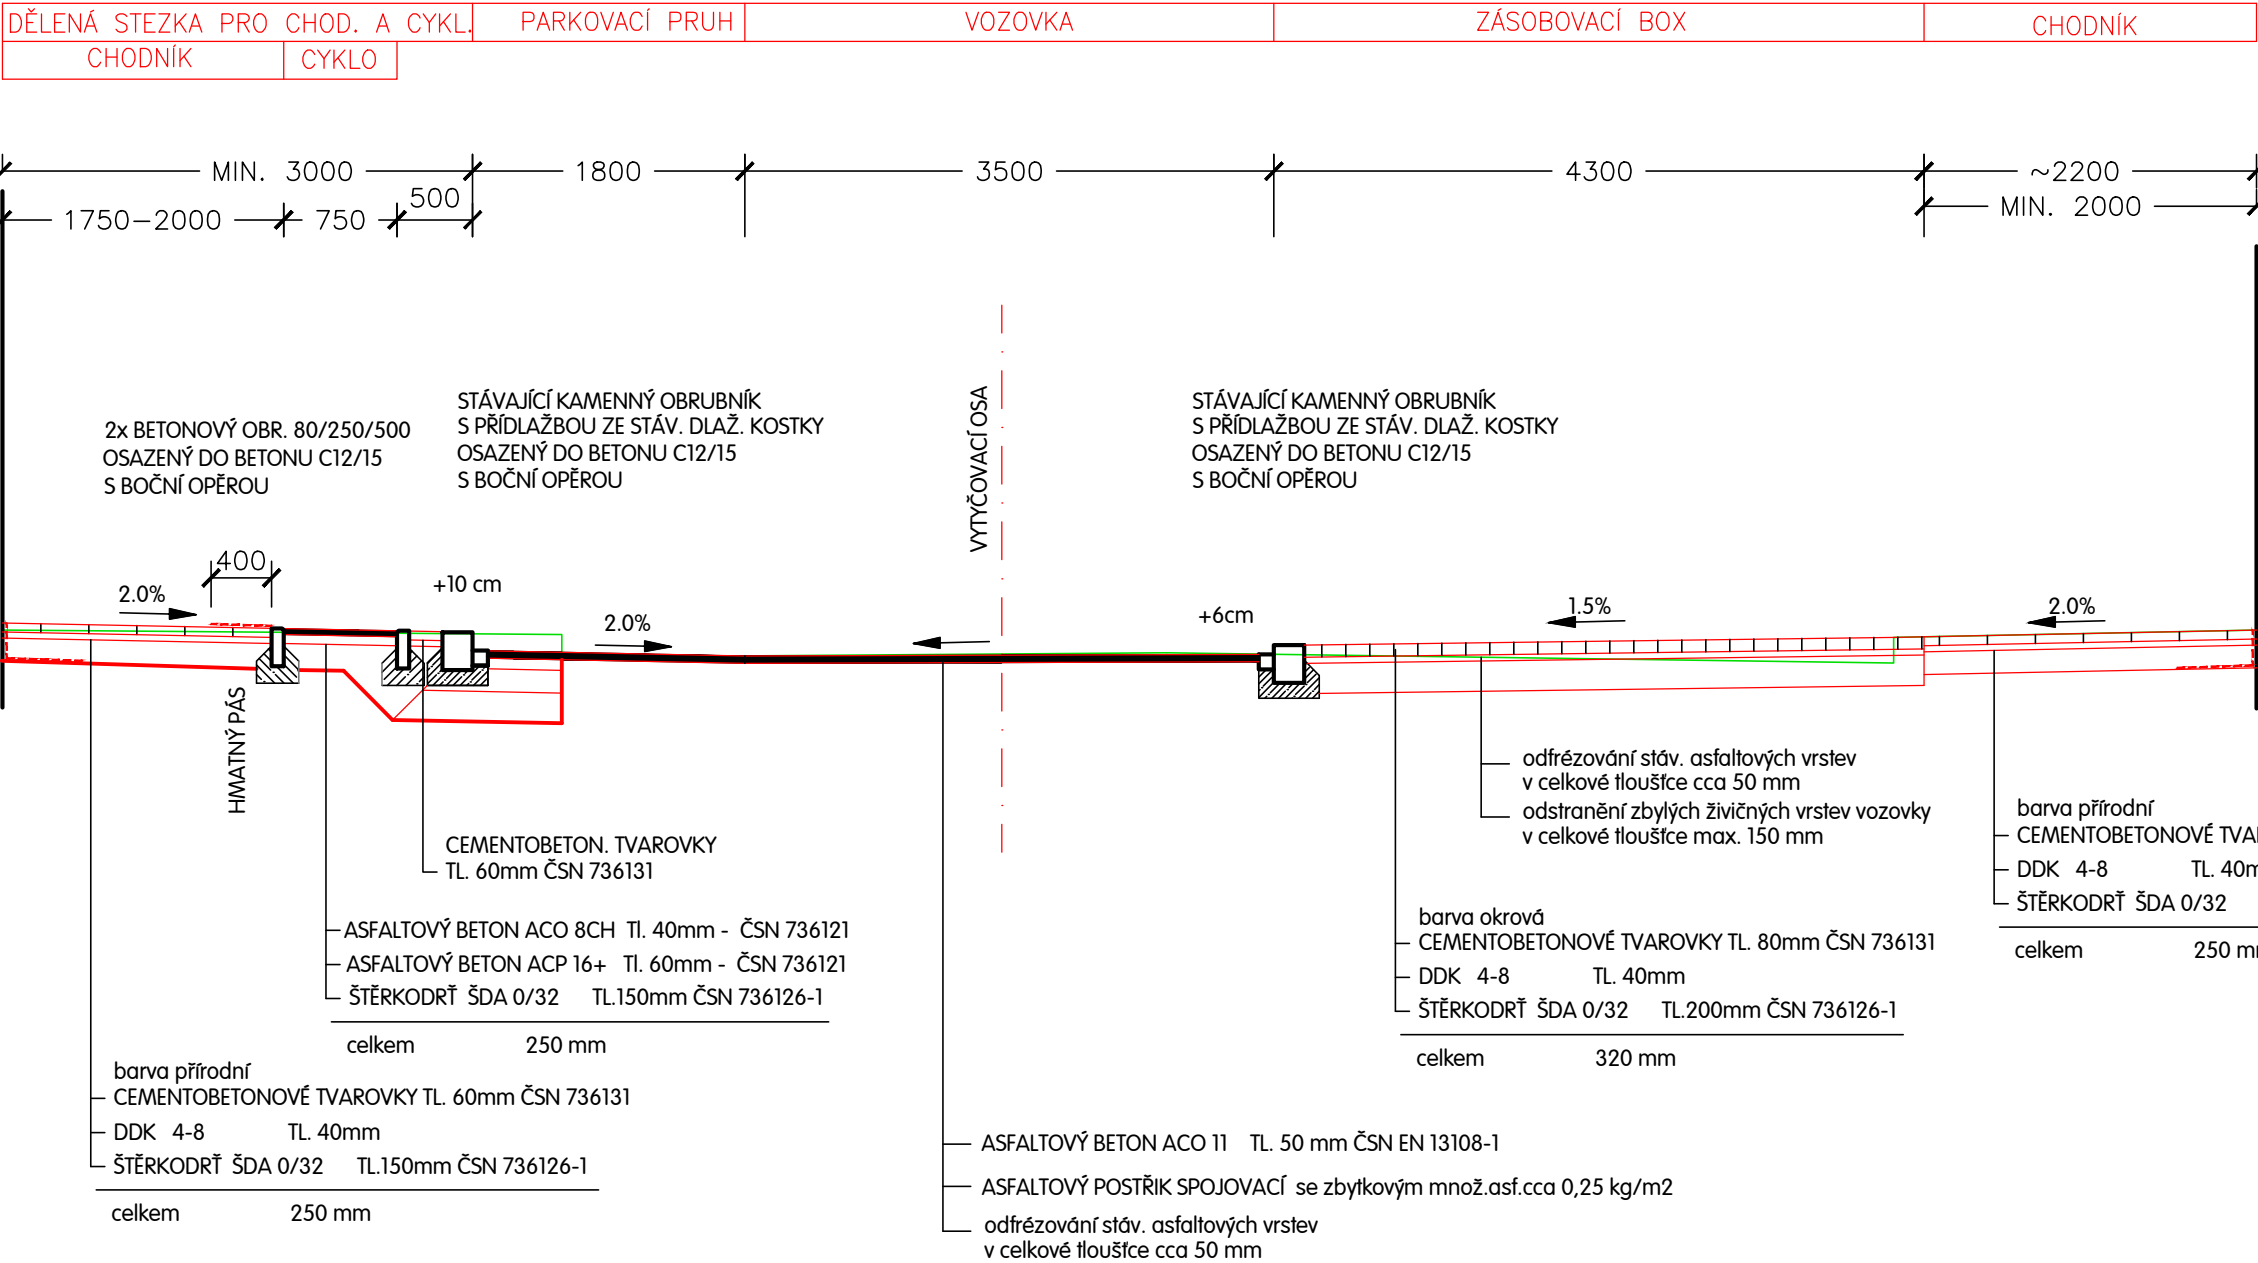 DĚLENÁ STEZKA PRO CHOD. A CYKL.
PARKOVACÍ PRUH
VOZOVKA
ZÁSOBOVACÍ BOX
CHODNÍK
CHODNÍK
CYKLO
MIN. 3000
1800
3500
4300
~2200
1750-2000
750
500
MIN. 2000
2x BETONOVÝ OBR. 80/250/500
OSAZENÝ DO BETONU C12/15
S BOČNÍ OPĚROU
STÁVAJÍCÍ KAMENNÝ OBRUBNÍK
S PŘÍDLAŽBOU ZE STÁV. DLAŽ. KOSTKY
OSAZENÝ DO BETONU C12/15
S BOČNÍ OPĚROU
VYTYČOVACÍ OSA
STÁVAJÍCÍ KAMENNÝ OBRUBNÍK
S PŘÍDLAŽBOU ZE STÁV. DLAŽ. KOSTKY
OSAZENÝ DO BETONU C12/15
S BOČNÍ OPĚROU
400
2.0%
+10 cm
2.0%
+6cm
1.5%
2.0%
HMATNÝ PÁS
CEMENTOBETON. TVAROVKY
TL. 60mm ČSN 736131
ASFALTOVÝ BETON ACO 8CH Tl. 40mm - ČSN 736121
ASFALTOVÝ BETON ACP 16+ Tl. 60mm - ČSN 736121
ŠTĚRKODRŤ ŠDA 0/32 TL.150mm ČSN 736126-1
celkem 250 mm
barva přírodní
CEMENTOBETONOVÉ TVAROVKY TL. 60mm ČSN 736131
DDK 4-8 TL. 40mm
ŠTĚRKODRŤ ŠDA 0/32 TL.150mm ČSN 736126-1
celkem 250 mm
ASFALTOVÝ BETON ACO 11 TL. 50 mm ČSN EN 13108-1
ASFALTOVÝ POSTŘIK SPOJOVACÍ se zbytkovým množ.asf.cca 0,25 kg/m2
odfrézování stáv. asfaltových vrstev
v celkové tloušťce cca 50 mm
odfrézování stáv. asfaltových vrstev
v celkové tloušťce cca 50 mm
odstranění zbylých živičných vrstev vozovky
v celkové tloušťce max. 150 mm
barva okrová
CEMENTOBETONOVÉ TVAROVKY TL. 80mm ČSN 736131
DDK 4-8 TL. 40mm
ŠTĚRKODRŤ ŠDA 0/32 TL.200mm ČSN 736126-1
celkem 320 mm
barva přírodní
CEMENTOBETONOVÉ
DDK 4-8 TL.
ŠTĚRKODRŤ ŠDA 0/32
celkem 250